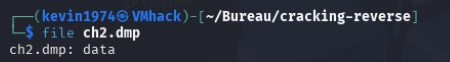 ┌──(kevin1974㉿VMhack)-[~/Bureau/cracking-reverse]
└─$ file ch2.dmp
ch2.dmp: data